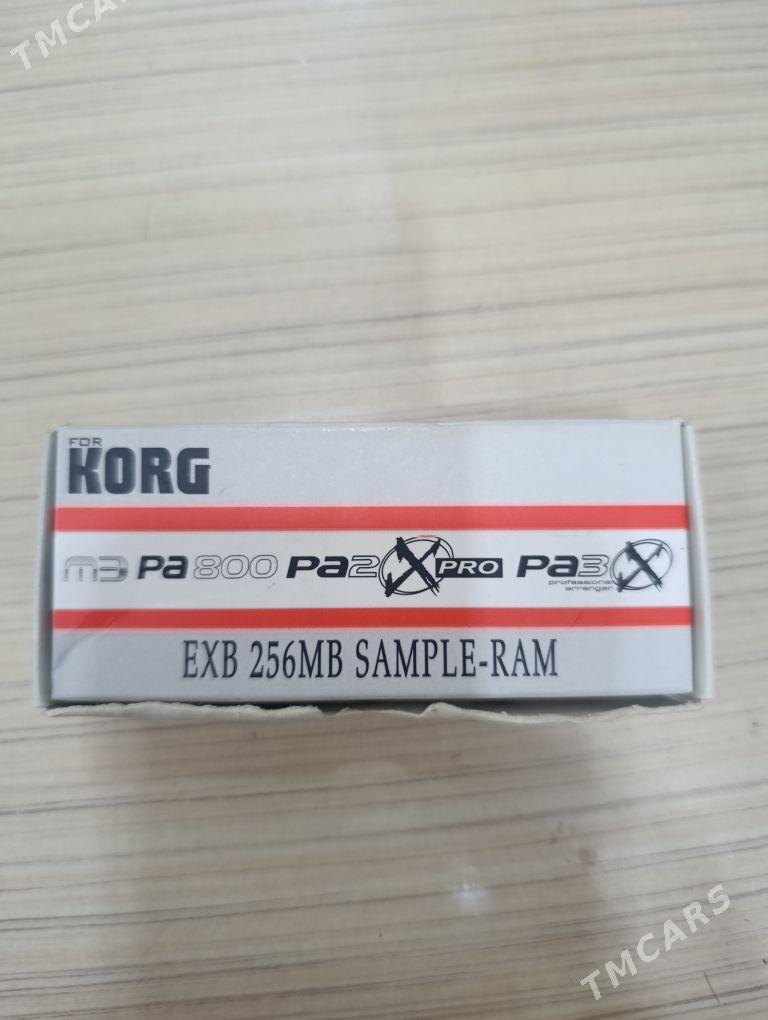 TMCARS
FOR
KORG
m3 Pa800 Pa2X PRO Pa3X
professional
arranger
EXB 256MB SAMPLE-RAM
TMCARS